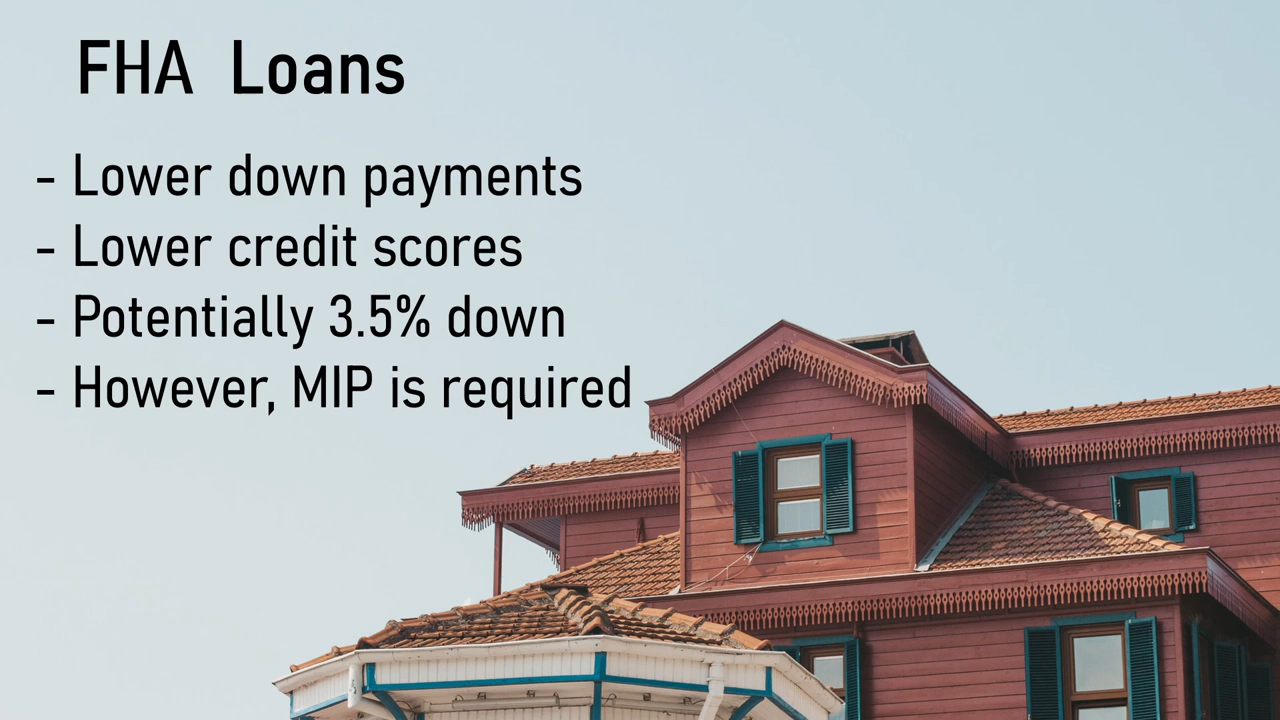 FHA Loans
- Lower down payments
- Lower credit scores
- Potentially 3.5% down
- However, MIP is required